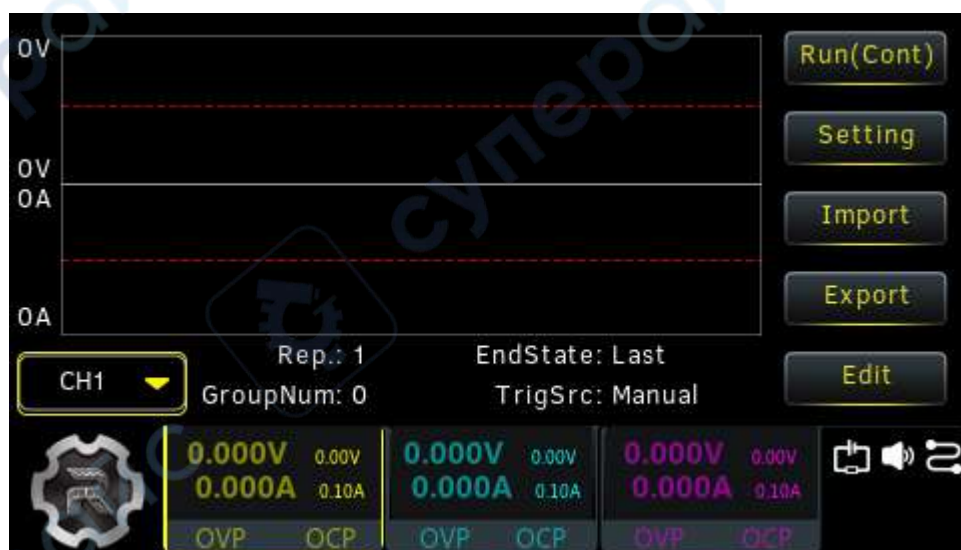 0V
0V
0A
0A
Run(Cont)
Setting
Import
Export
Edit
CH1
Rep.: 1
GroupNum: 0
EndState: Last
TrigSrc: Manual
0.000V 0.00V
0.000A 0.10A
OVP OCP
0.000V 0.00V
0.000A 0.10A
OVP OCP
0.000V 0.00V
0.000A 0.10A
OVP OCP
супер